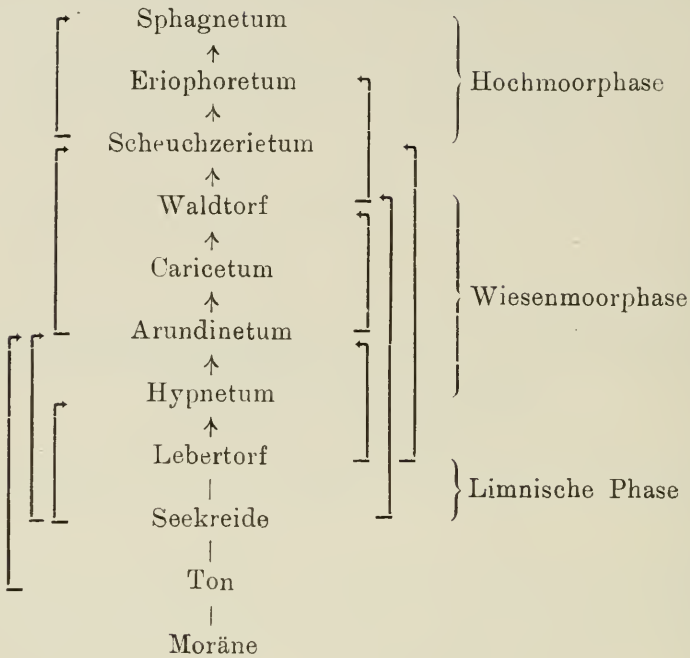 Sphagnetum
Eriophoretum
Hochmoorphase
Scheuchzerietum
Waldtorf
Caricetum
Wiesenmoorphase
Arundinetum
Hypnetum
Lebertorf
Limnische Phase
Seekreide
Ton
Moräne